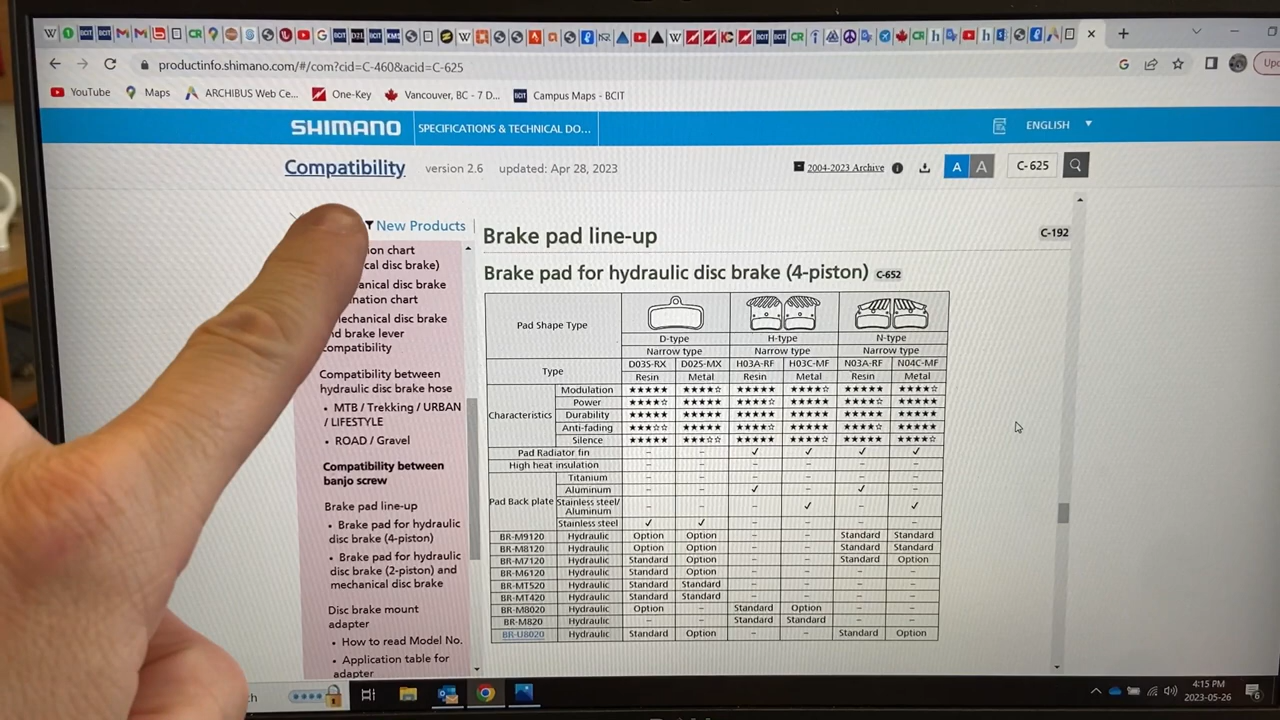 productinfo.shimano.com/#/com?cid=C-460&acid=C-625
YouTube Maps ARCHIBUS Web Ce... One-Key Vancouver, BC - 7 D... Campus Maps - BCIT
SHIMANO SPECIFICATIONS & TECHNICAL DO... ENGLISH
Compatibility version 2.6 updated: Apr 28, 2023 2004-2023 Archive A A C-625
New Products
cal disc brake)
disc brake
chart
disc brake
brake lever
compatibility
Compatibility between
hydraulic disc brake hose
• MTB / Trekking / URBAN
/ LIFESTYLE
• ROAD / Gravel
Compatibility between
banjo screw
Brake pad line-up
• Brake pad for hydraulic
disc brake (4-piston)
• Brake pad for hydraulic
disc brake (2-piston) and
mechanical disc brake
Disc brake mount
adapter
• How to read Model No.
• Application table for
adapter
Brake pad line-up C-192
Brake pad for hydraulic disc brake (4-piston) C-652
Pad Shape Type
D-type H-type N-type
Narrow type Narrow type Narrow type
Type D03S-RX D02S-MX H03A-RF H03C-MF N03A-RF N04C-MF
Resin Metal Resin Metal Resin Metal
Characteristics
Modulation ★★★★★ ★★★★☆ ★★★★★ ★★★★☆ ★★★★★ ★★★★☆
Power ★★★★☆ ★★★★★ ★★★★☆ ★★★★★ ★★★★☆ ★★★★★
Durability ★★★★★ ★★★★★ ★★★★★ ★★★★★ ★★★★★ ★★★★★
Anti-fading ★★★☆☆ ★★★★★ ★★★★☆ ★★★★★ ★★★★☆ ★★★★★
Silence ★★★★★ ★★★☆☆ ★★★★★ ★★★★☆ ★★★★★ ★★★★☆
Pad Radiator fin – – ✓ ✓ ✓ ✓
High heat insulation – – – – – –
Pad Back plate
Titanium – – – – – –
Aluminum – – ✓ – ✓ –
Stainless steel/
Aluminum – – – ✓ – ✓
Stainless steel ✓ ✓ – – – –
BR-M9120 Hydraulic Option Option – – Standard Standard
BR-M8120 Hydraulic Option Option – – Standard Standard
BR-M7120 Hydraulic Standard Option – – Standard Option
BR-M6120 Hydraulic Standard Option – – – –
BR-MT520 Hydraulic Standard Standard – – – –
BR-MT420 Hydraulic Standard Standard – – – –
BR-M8020 Hydraulic Option – Standard Option – –
BR-M820 Hydraulic – – Standard Standard – –
BR-U8020 Hydraulic Standard Option – – Standard Option
4:15 PM
2023-05-26